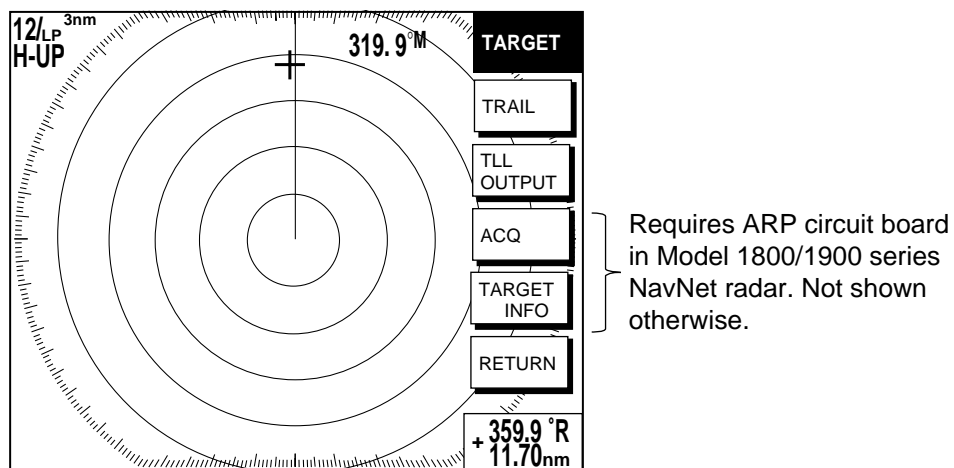 12/LP 3nm
H-UP
319. 9°M
TARGET
TRAIL
TLL
OUTPUT
ACQ
TARGET
INFO
RETURN
+ 359.9 °R
11.70nm
Requires ARP circuit board
in Model 1800/1900 series
NavNet radar. Not shown
otherwise.